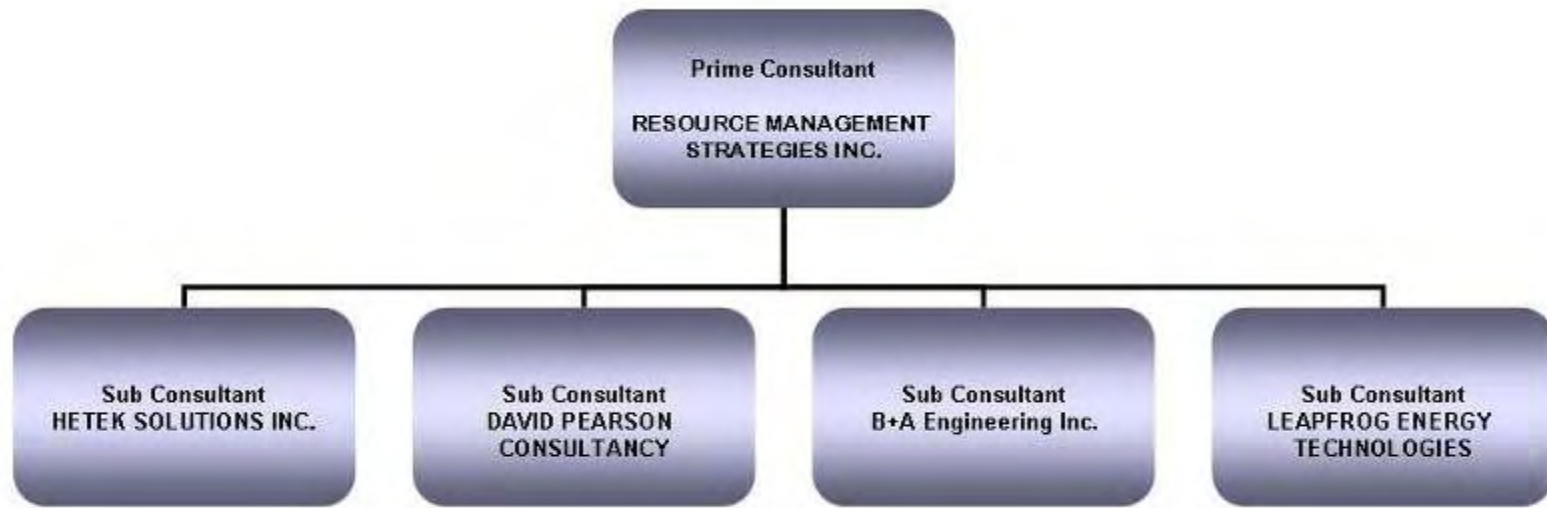 Prime Consultant
RESOURCE MANAGEMENT
STRATEGIES INC.
Sub Consultant
HETEK SOLUTIONS INC.
Sub Consultant
DAVID PEARSON
CONSULTANCY
Sub Consultant
B+A Engineering Inc.
Sub Consultant
LEAPFROG ENERGY
TECHNOLOGIES